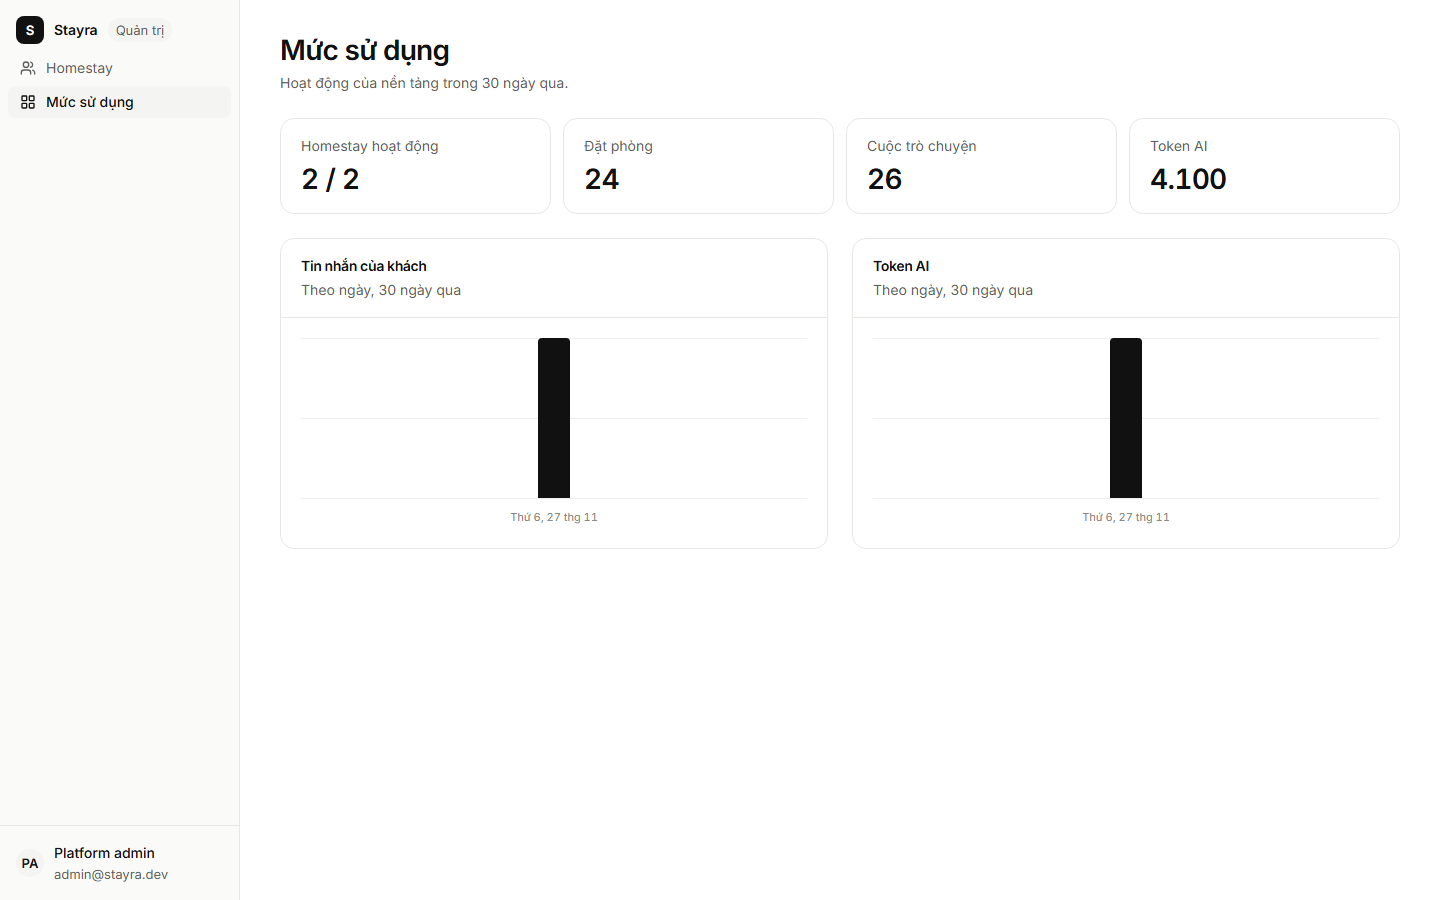 S Stayra Quản trị
Homestay
Mức sử dụng
Mức sử dụng
Hoạt động của nền tảng trong 30 ngày qua.
Homestay hoạt động
2 / 2
Đặt phòng
24
Cuộc trò chuyện
26
Token AI
4.100
Tin nhắn của khách
Theo ngày, 30 ngày qua
Thứ 6, 27 thg 11
Token AI
Theo ngày, 30 ngày qua
Thứ 6, 27 thg 11
PA
Platform admin
admin@stayra.dev